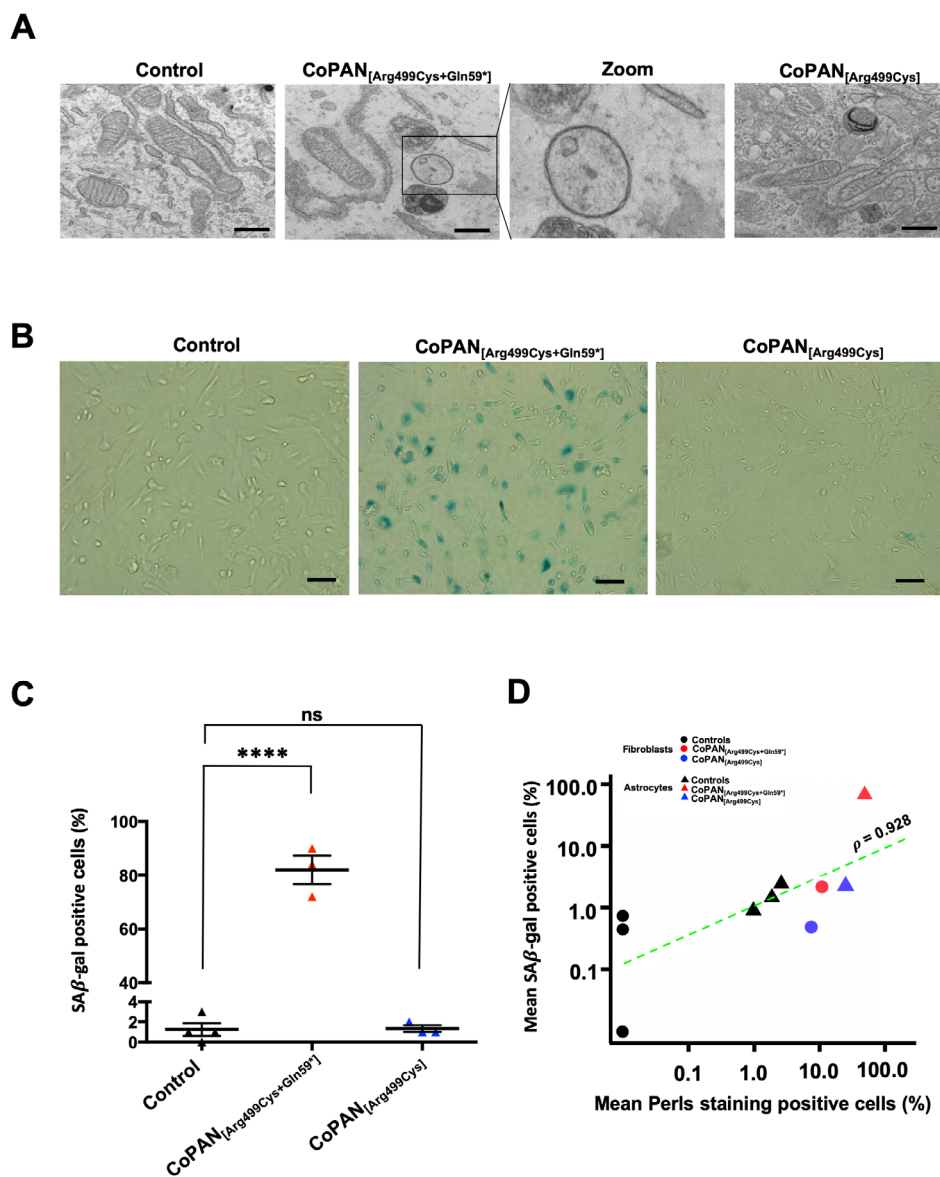 A
Control
CoPAN[Arg499Cys+Gln59*]
Zoom
CoPAN[Arg499Cys]
B
Control
CoPAN[Arg499Cys+Gln59*]
CoPAN[Arg499Cys]
C
ns
****
SAβ-gal positive cells (%)
100
80
60
40
4
2
0
Control
CoPAN[Arg499Cys+Gln59*]
CoPAN[Arg499Cys]
D
Fibroblasts
Controls
CoPAN[Arg499Cys+Gln59*]
CoPAN[Arg499Cys]
Astrocytes
Controls
CoPAN[Arg499Cys+Gln59*]
CoPAN[Arg499Cys]
Mean SAβ-gal positive cells (%)
100.0
10.0
1.0
0.1
ρ = 0.928
0.1 1.0 10.0 100.0
Mean Perls staining positive cells (%)